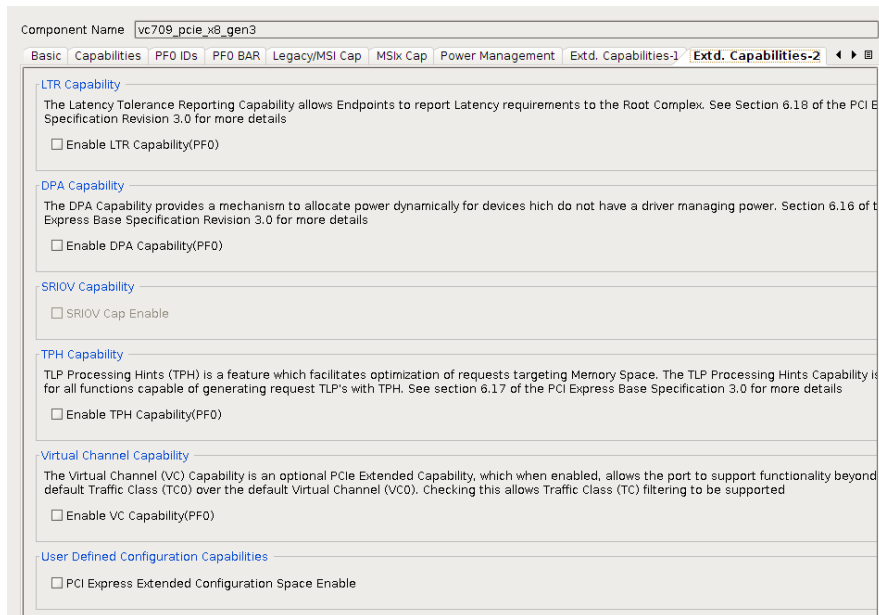 Component Name vc709_pcie_x8_gen3
Basic Capabilities PF0 IDs PF0 BAR Legacy/MSI Cap MSIx Cap Power Management Extd. Capabilities-1 Extd. Capabilities-2
LTR Capability
The Latency Tolerance Reporting Capability allows Endpoints to report Latency requirements to the Root Complex. See Section 6.18 of the PCI E
Specification Revision 3.0 for more details
Enable LTR Capability(PF0)
DPA Capability
The DPA Capability provides a mechanism to allocate power dynamically for devices hich do not have a driver managing power. Section 6.16 of t
Express Base Specification Revision 3.0 for more details
Enable DPA Capability(PF0)
SRIOV Capability
SRIOV Cap Enable
TPH Capability
TLP Processing Hints (TPH) is a feature which facilitates optimization of requests targeting Memory Space. The TLP Processing Hints Capability is
for all functions capable of generating request TLP's with TPH. See section 6.17 of the PCI Express Base Specification 3.0 for more details
Enable TPH Capability(PF0)
Virtual Channel Capability
The Virtual Channel (VC) Capability is an optional PCIe Extended Capability, which when enabled, allows the port to support functionality beyond
default Traffic Class (TC0) over the default Virtual Channel (VC0). Checking this allows Traffic Class (TC) filtering to be supported
Enable VC Capability(PF0)
User Defined Configuration Capabilities
PCI Express Extended Configuration Space Enable